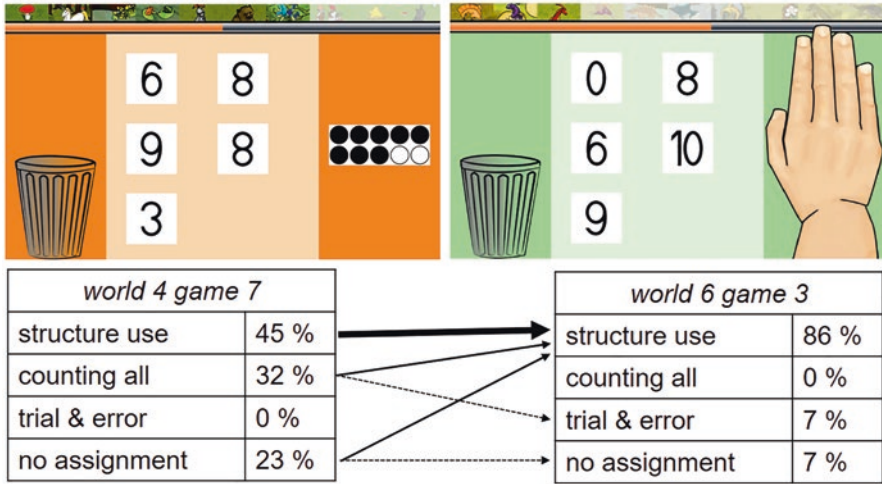 6 8
9 8
3
0 8
6 10
9
world 4 game 7
structure use 45 %
counting all 32 %
trial & error 0 %
no assignment 23 %
world 6 game 3
structure use 86 %
counting all 0 %
trial & error 7 %
no assignment 7 %